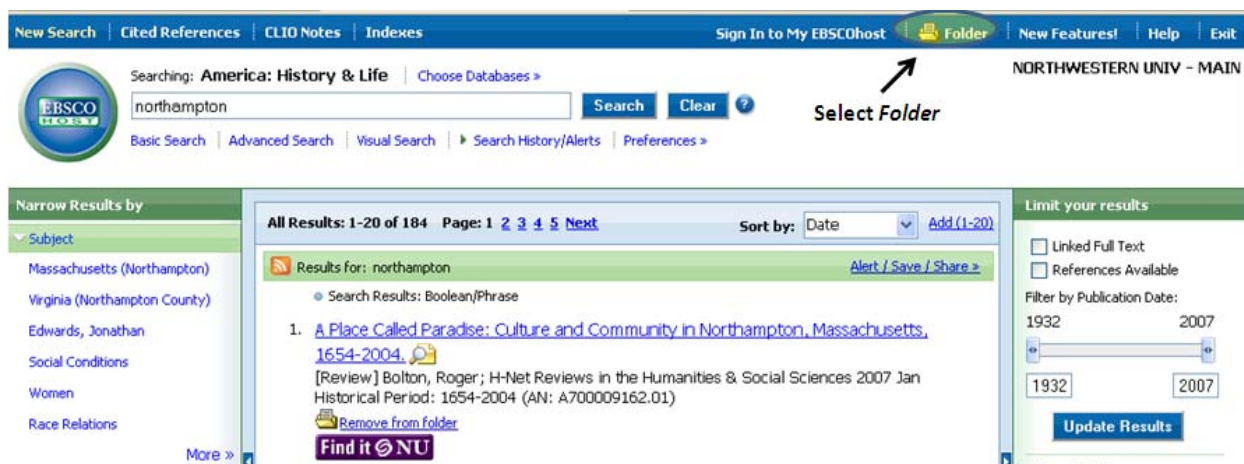 New Search Cited References CLIO Notes Indexes Sign In to My EBSCOhost Folder New Features! Help Exit
Searching: America: History & Life Choose Databases » NORTHWESTERN UNIV - MAIN
EBSCO
HOST
northampton Search Clear ?
Select Folder
Basic Search Advanced Search Visual Search Search History/Alerts Preferences »
Narrow Results by
Subject
Massachusetts (Northampton)
Virginia (Northampton County)
Edwards, Jonathan
Social Conditions
Women
Race Relations
More »
All Results: 1-20 of 184 Page: 1 2 3 4 5 Next Sort by: Date Add (1-20)
Results for: northampton Alert / Save / Share »
Search Results: Boolean/Phrase
1. A Place Called Paradise: Culture and Community in Northampton, Massachusetts,
1654-2004.
[Review] Bolton, Roger; H-Net Reviews in the Humanities & Social Sciences 2007 Jan
Historical Period: 1654-2004 (AN: A700009162.01)
Remove from folder
Find it @ NU
Limit your results
Linked Full Text
References Available
Filter by Publication Date:
1932 2007
1932 2007
Update Results